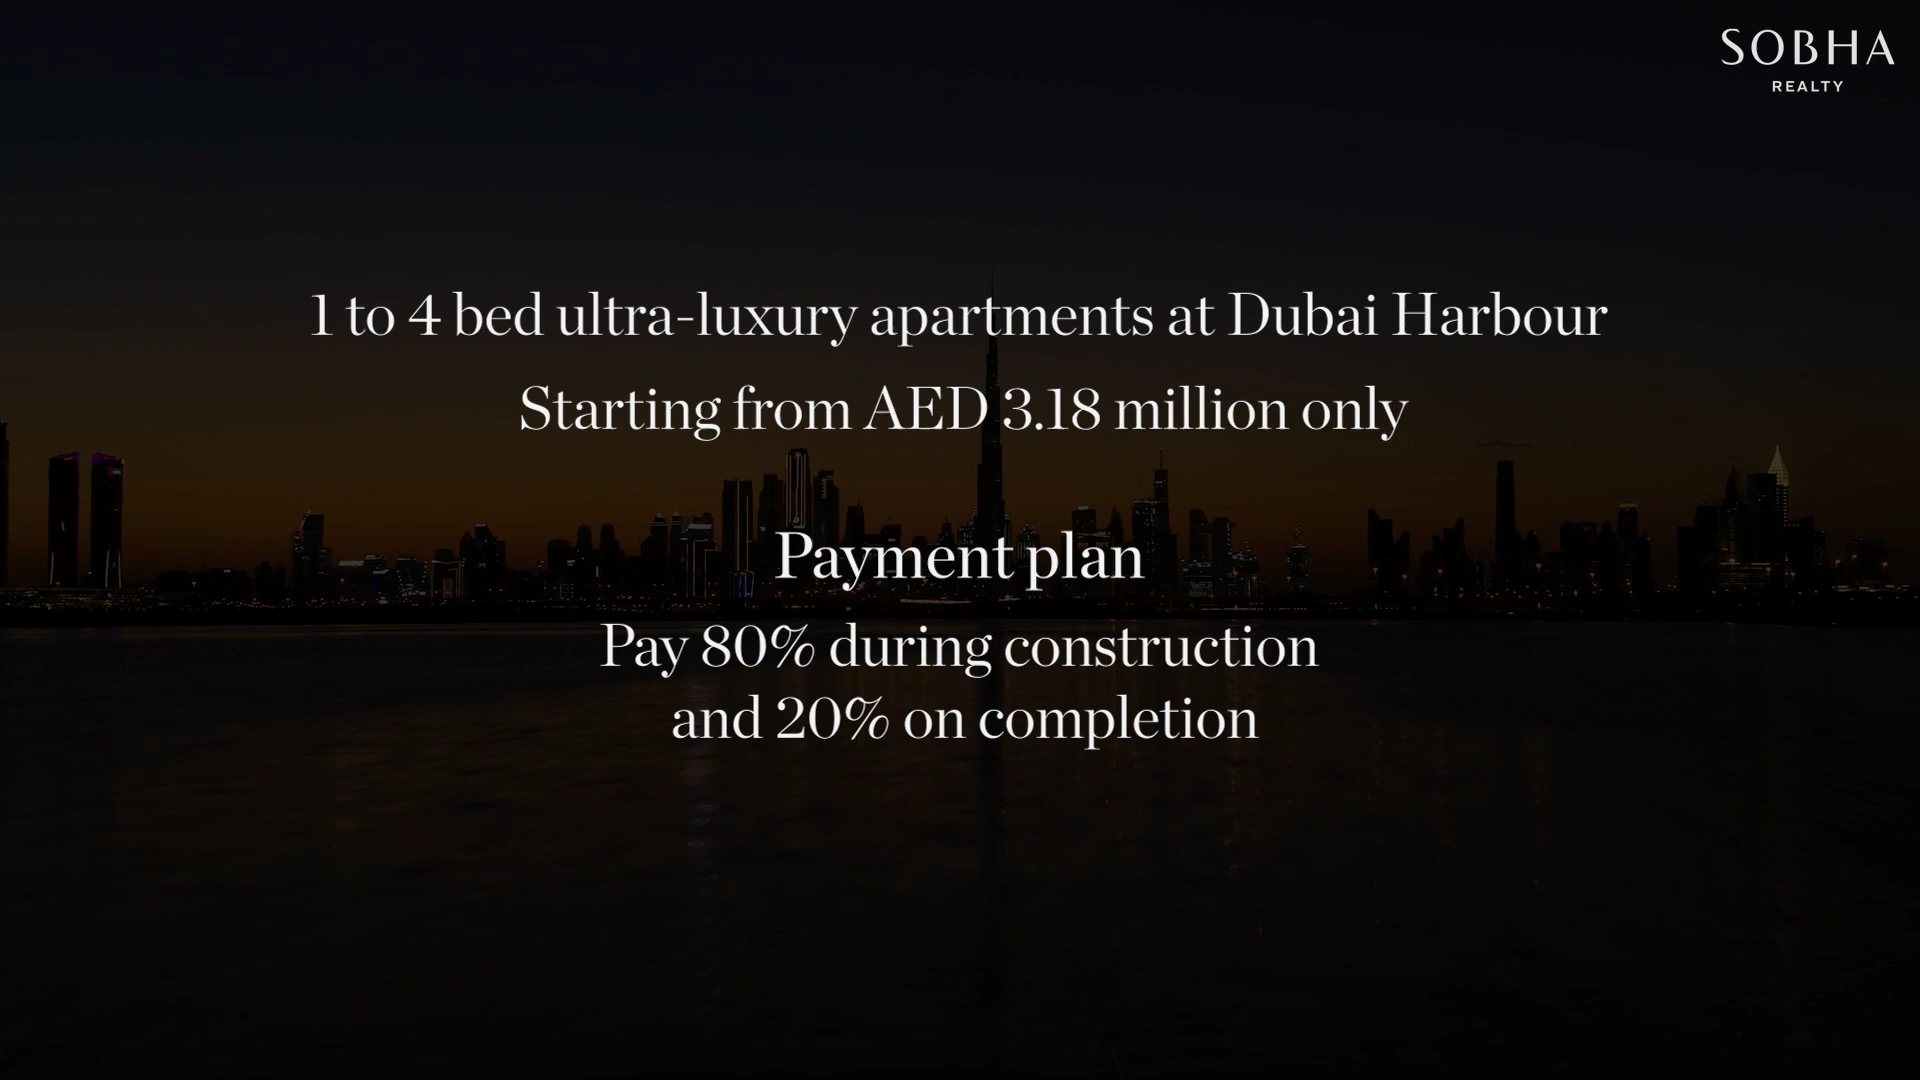 SOBHA
REALTY
1 to 4 bed ultra-luxury apartments at Dubai Harbour
Starting from AED 3.18 million only
Payment plan
Pay 80% during construction
and 20% on completion